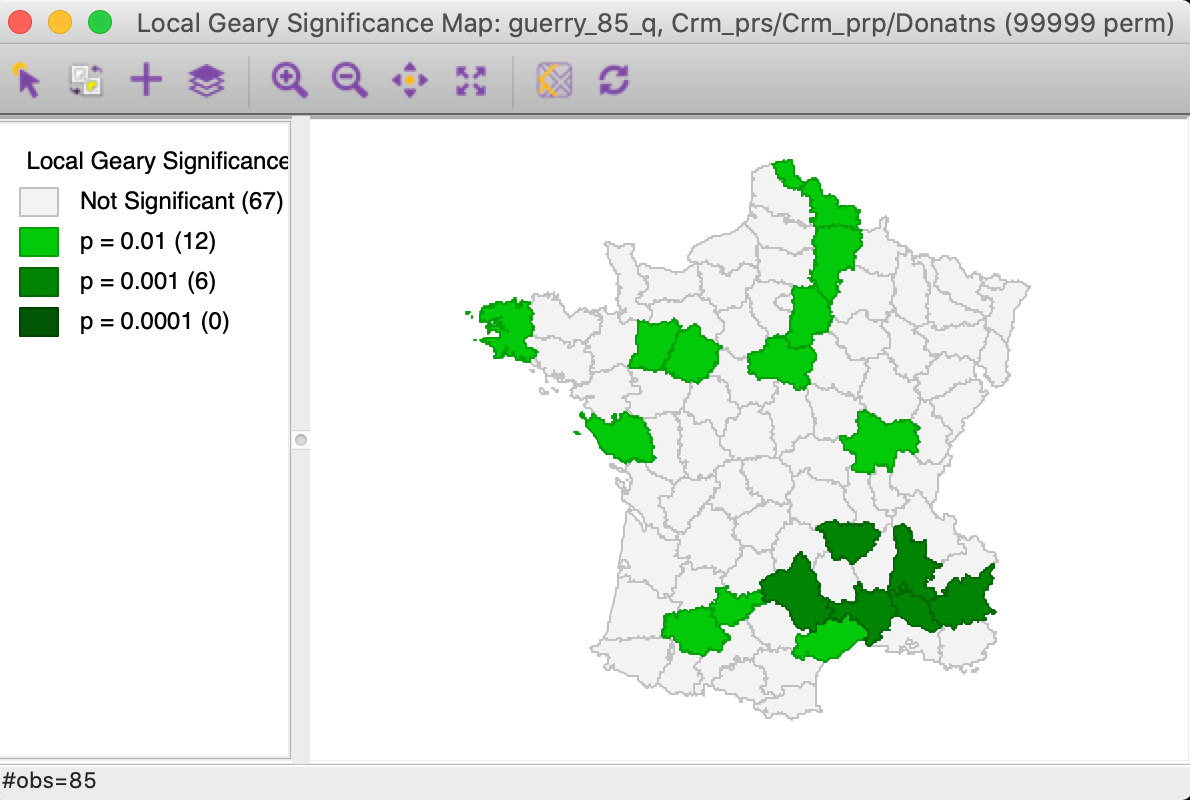 Local Geary Significance Map: guerry_85_q, Crm_prs/Crm_prp/Donatns (99999 perm)
Local Geary Significance
Not Significant (67)
p = 0.01 (12)
p = 0.001 (6)
p = 0.0001 (0)
#obs=85